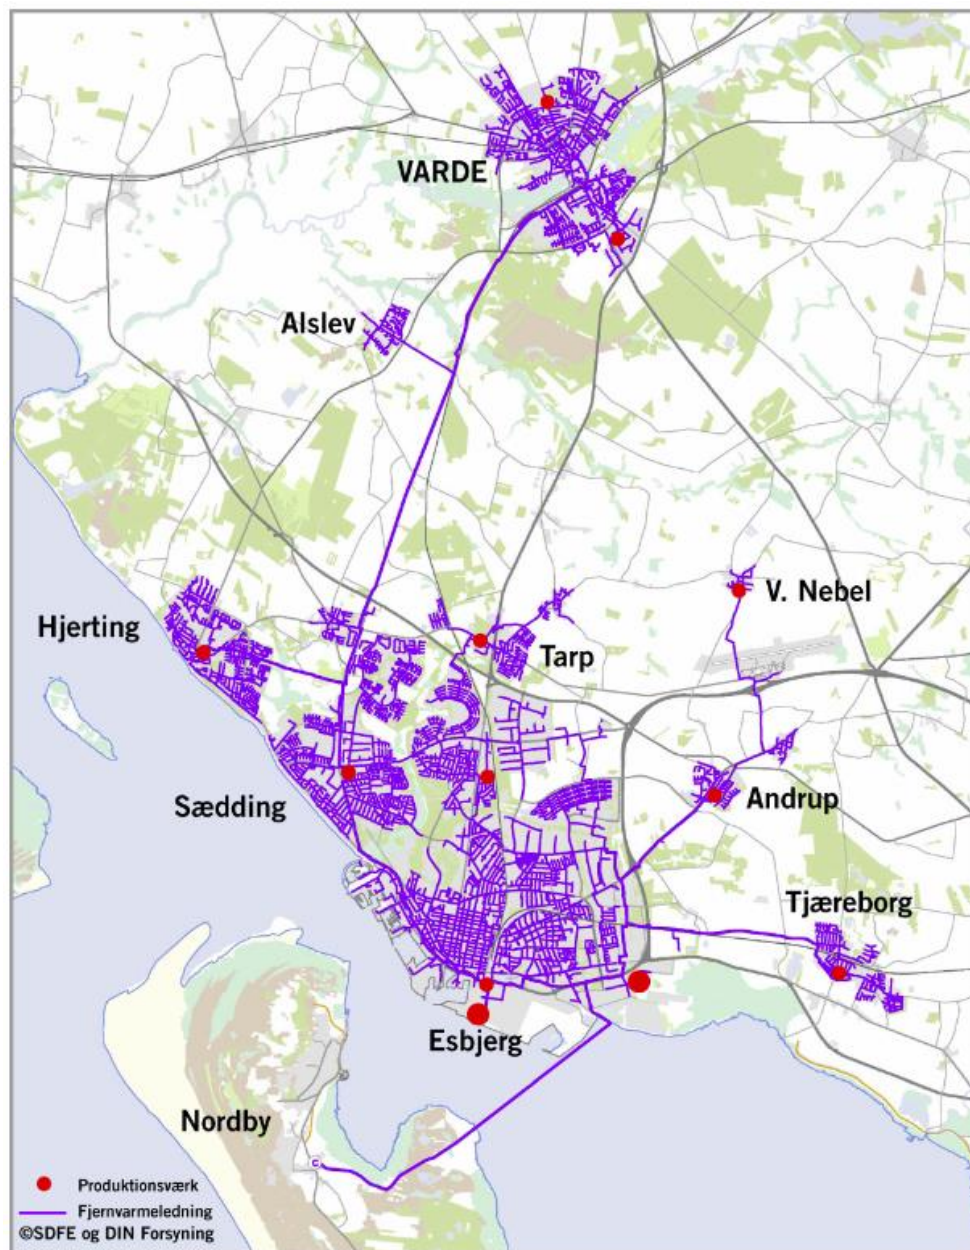 VARDE
Alslev
V. Nebel
Hjerting
Tarp
Sædding
Andrup
Tjæreborg
Esbjerg
Nordby
Produktionsværk
Fjernvarmeledning
©SDFE og DIN Forsyning